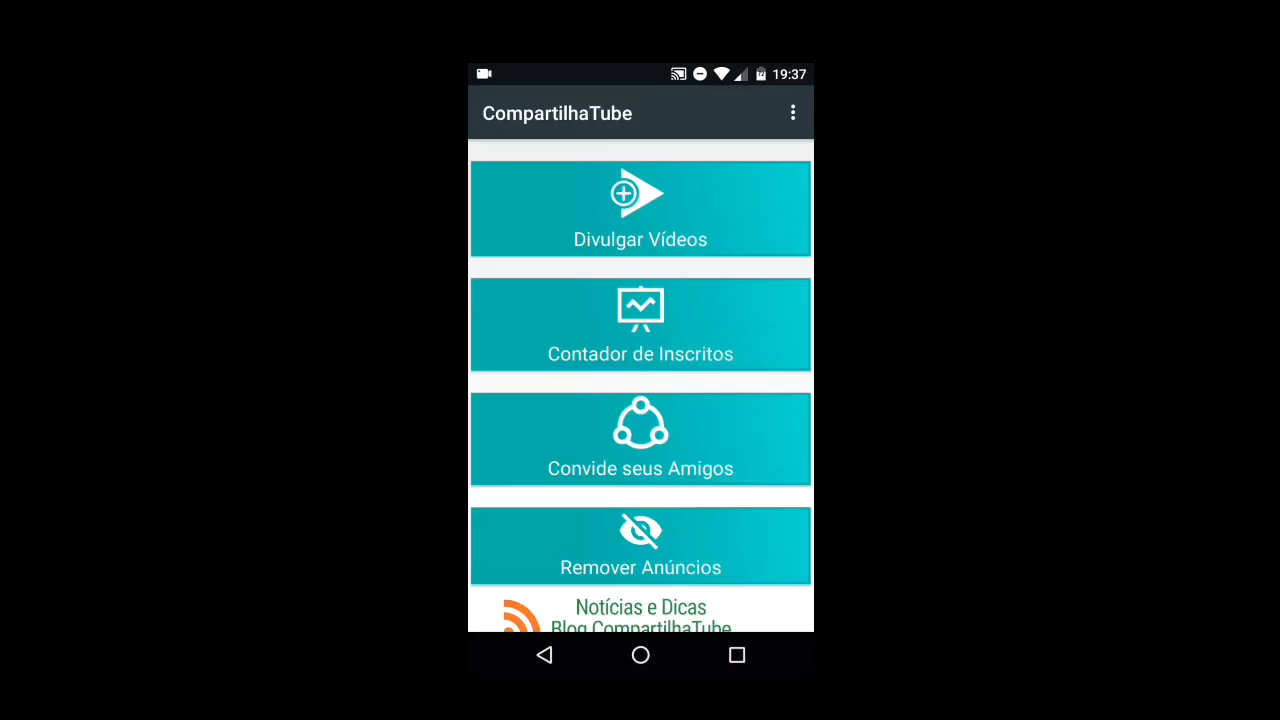 19:37
CompartilhaTube
Divulgar Vídeos
Contador de Inscritos
Convide seus Amigos
Remover Anúncios
Notícias e Dicas
Blog CompartilhaTube